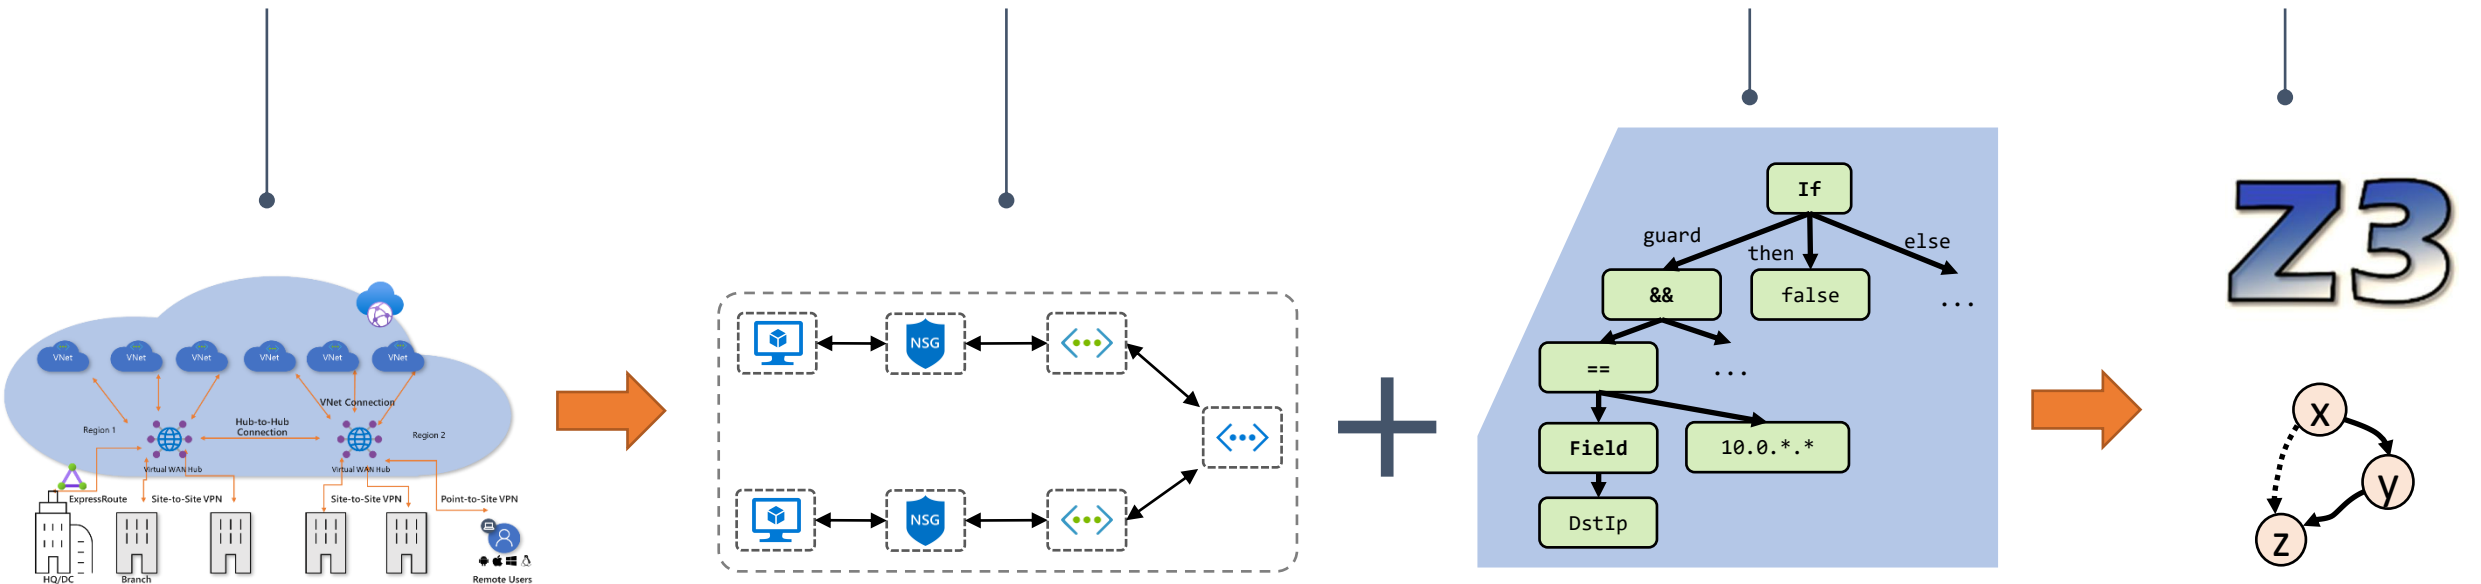 VNet
VNet
VNet
VNet
VNet
VNet
VNet Connection
Hub-to-Hub
Connection
Region 1
Region 2
Virtual WAN Hub
Virtual WAN Hub
ExpressRoute
Site-to-Site VPN
Site-to-Site VPN
Point-to-Site VPN
HQ/DC
Branch
Remote Users
NSG
NSG
If
guard
then
else
&&
false
...
==
...
Field
10.0.*.*
DstIp
Z3
x
y
z